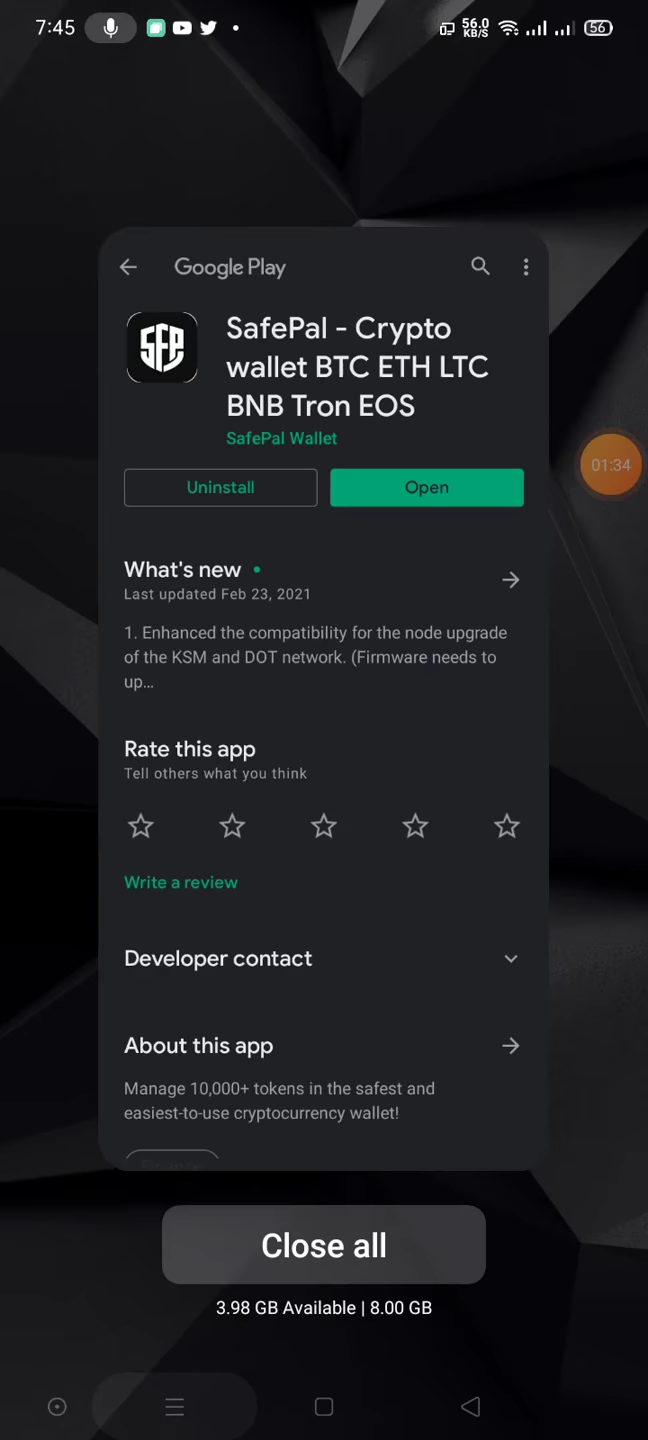 7:45
56.0
KB/S
56
Google Play
SFP
SafePal - Crypto
wallet BTC ETH LTC
BNB Tron EOS
SafePal Wallet
Uninstall
Open
01:34
What's new
Last updated Feb 23, 2021
1. Enhanced the compatibility for the node upgrade
of the KSM and DOT network. (Firmware needs to
up...
Rate this app
Tell others what you think
Write a review
Developer contact
About this app
Manage 10,000+ tokens in the safest and
easiest-to-use cryptocurrency wallet!
Close all
3.98 GB Available | 8.00 GB